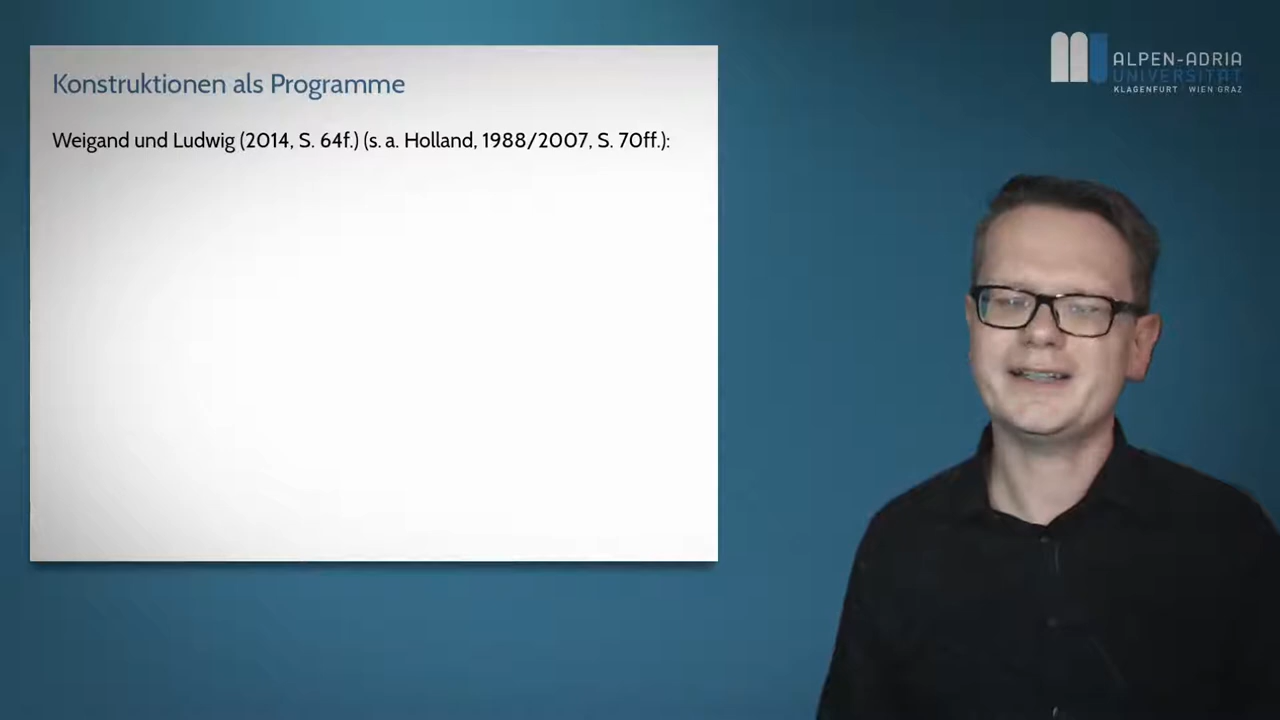 Konstruktionen als Programme
Weigand und Ludwig (2014, S. 64f.) (s. a. Holland, 1988/2007, S. 70ff.):
ALPEN-ADRIA
UNIVERSITÄT
KLAGENFURT | WIEN GRAZ